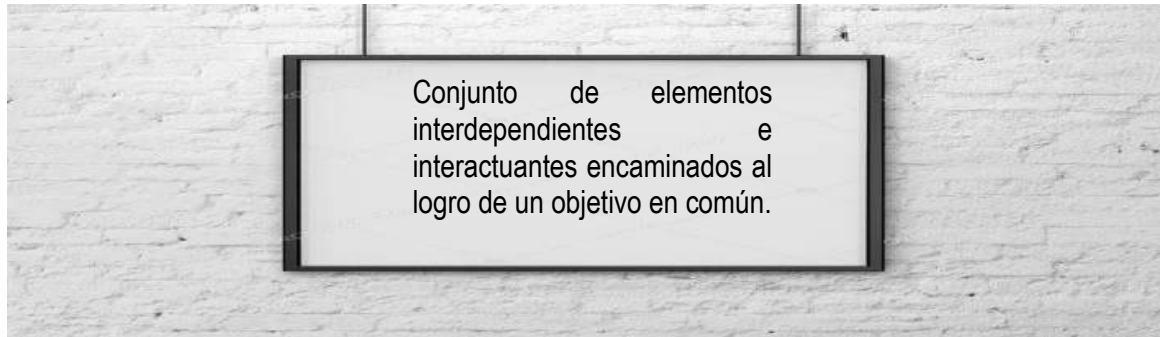 Conjunto de elementos
interdependientes e
interactuantes encaminados al
logro de un objetivo en común.